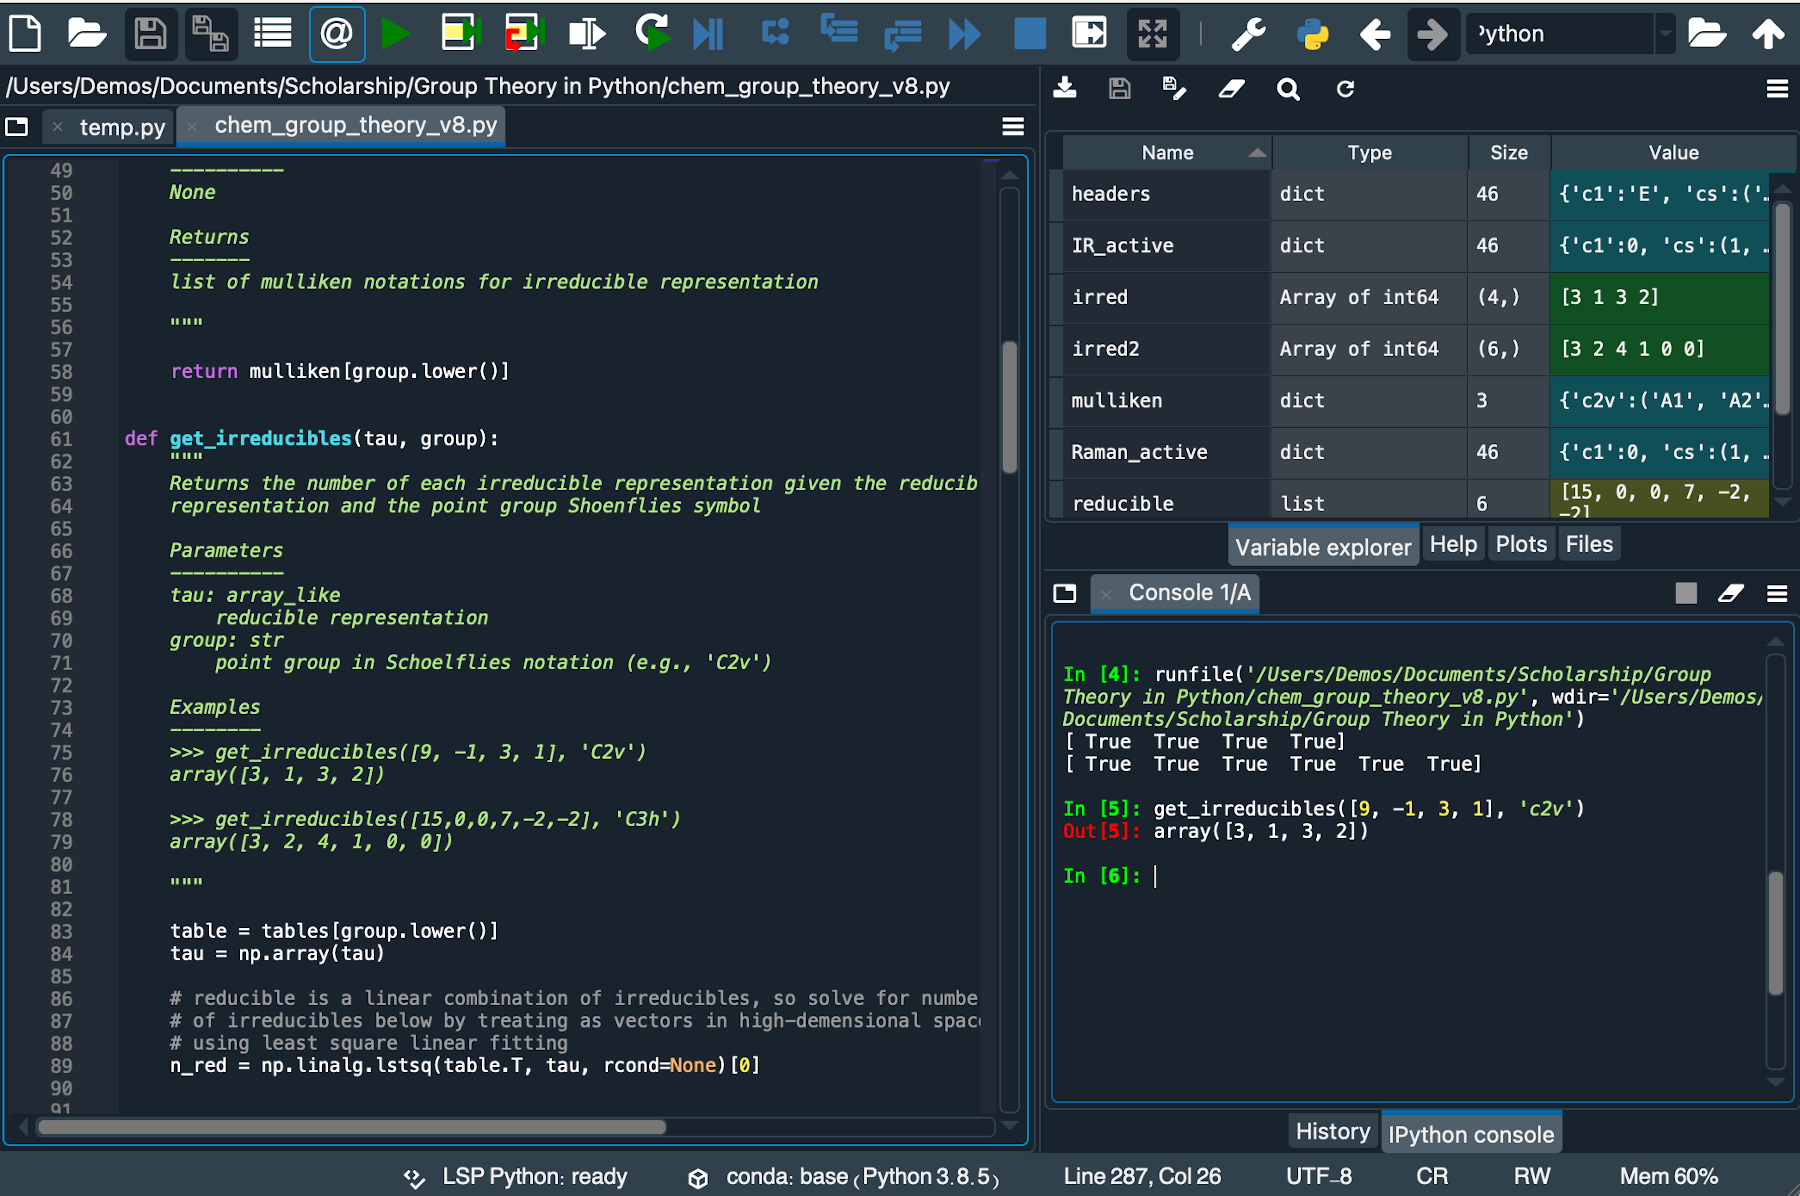 ython
/Users/Demos/Documents/Scholarship/Group Theory in Python/chem_group_theory_v8.py
temp.py
chem_group_theory_v8.py
49 ----------
50 None
51
52 Returns
53 -------
54 list of mulliken notations for irreducible representation
55
56 """
57
58 return mulliken[group.lower()]
59
60
61 def get_irreducibles(tau, group):
62 """
63 Returns the number of each irreducible representation given the reducib
64 representation and the point group Shoenflies symbol
65
66 Parameters
67 ----------
68 tau: array_like
69 reducible representation
70 group: str
71 point group in Schoelflies notation (e.g., 'C2v')
72
73 Examples
74 --------
75 >>> get_irreducibles([9, -1, 3, 1], 'C2v')
76 array([3, 1, 3, 2])
77
78 >>> get_irreducibles([15,0,0,7,-2,-2], 'C3h')
79 array([3, 2, 4, 1, 0, 0])
80
81 """
82
83 table = tables[group.lower()]
84 tau = np.array(tau)
85
86 # reducible is a linear combination of irreducibles, so solve for numbe
87 # of irreducibles below by treating as vectors in high-demensional spac
88 # using least square linear fitting
89 n_red = np.linalg.lstsq(table.T, tau, rcond=None)[0]
90
91
Name Type Size Value
headers dict 46 {'c1':'E', 'cs':('…
IR_active dict 46 {'c1':0, 'cs':(1, …
irred Array of int64 (4,) [3 1 3 2]
irred2 Array of int64 (6,) [3 2 4 1 0 0]
mulliken dict 3 {'c2v':('A1', 'A2'…
Raman_active dict 46 {'c1':0, 'cs':(1, …
reducible list 6 [15, 0, 0, 7, -2,
-2]
Variable explorer Help Plots Files
Console 1/A
In [4]: runfile('/Users/Demos/Documents/Scholarship/Group
Theory in Python/chem_group_theory_v8.py', wdir='/Users/Demos/
Documents/Scholarship/Group Theory in Python')
[ True True True True]
[ True True True True True True]
In [5]: get_irreducibles([9, -1, 3, 1], 'c2v')
Out[5]: array([3, 1, 3, 2])
In [6]:
History IPython console
LSP Python: ready conda: base (Python 3.8.5) Line 287, Col 26 UTF-8 CR RW Mem 60%